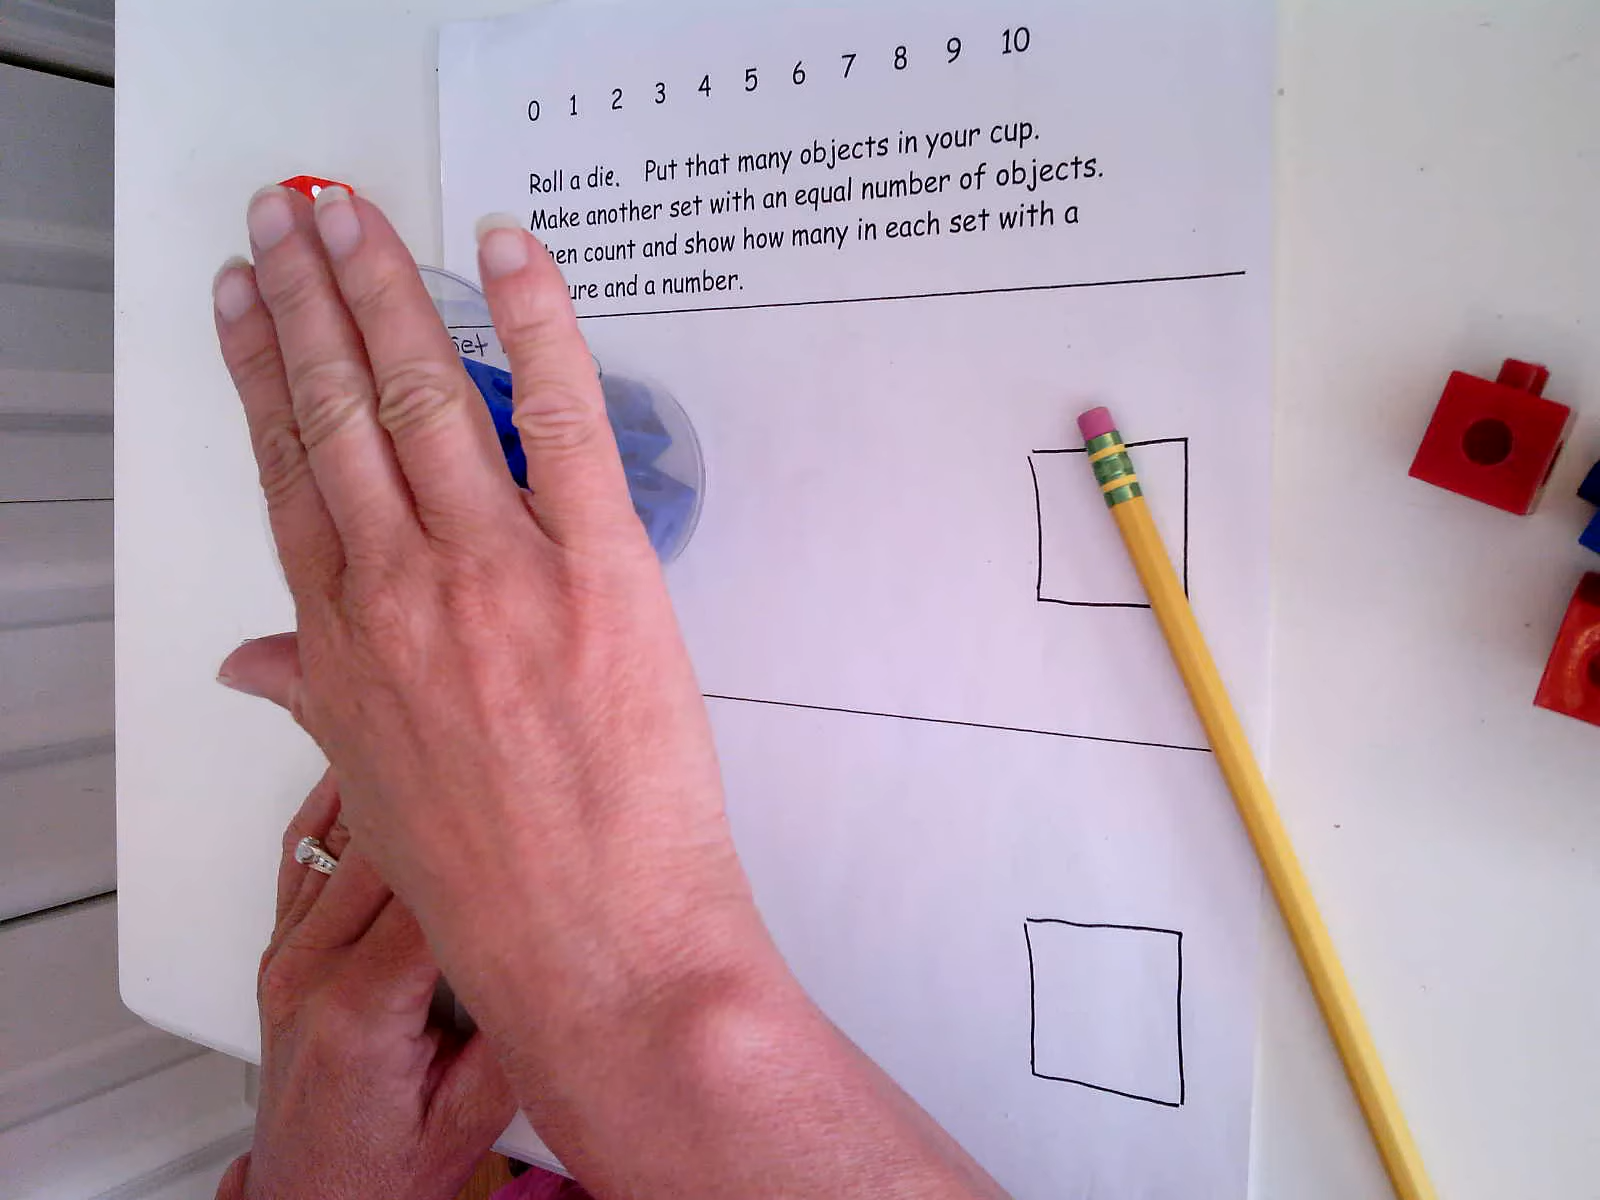 0 1 2 3 4 5 6 7 8 9 10
Roll a die. Put that many objects in your cup.
Make another set with an equal number of objects.
count and show how many in each set with a
and a number.
Set